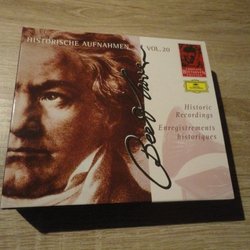 HISTORISCHE AUFNAHMEN
VOL. 20
Beethoven
Historic
Recordings
Enregistrements
historiques